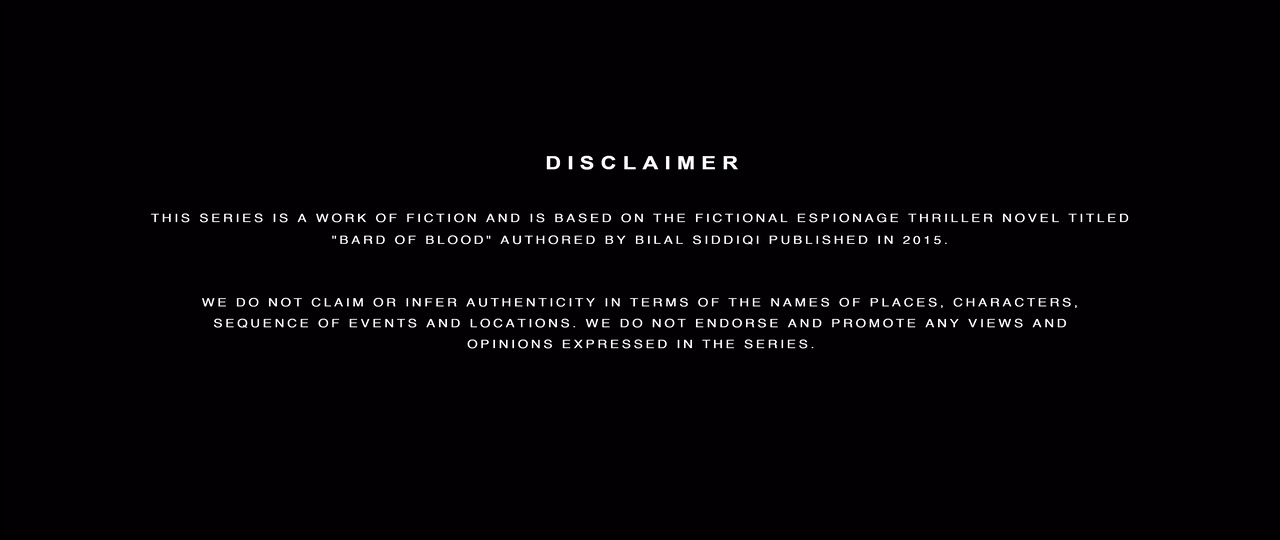 DISCLAIMER
THIS SERIES IS A WORK OF FICTION AND IS BASED ON THE FICTIONAL ESPIONAGE THRILLER NOVEL TITLED
"BARD OF BLOOD" AUTHORED BY BILAL SIDDIQI PUBLISHED IN 2015.
WE DO NOT CLAIM OR INFER AUTHENTICITY IN TERMS OF THE NAMES OF PLACES, CHARACTERS,
SEQUENCE OF EVENTS AND LOCATIONS. WE DO NOT ENDORSE AND PROMOTE ANY VIEWS AND
OPINIONS EXPRESSED IN THE SERIES.